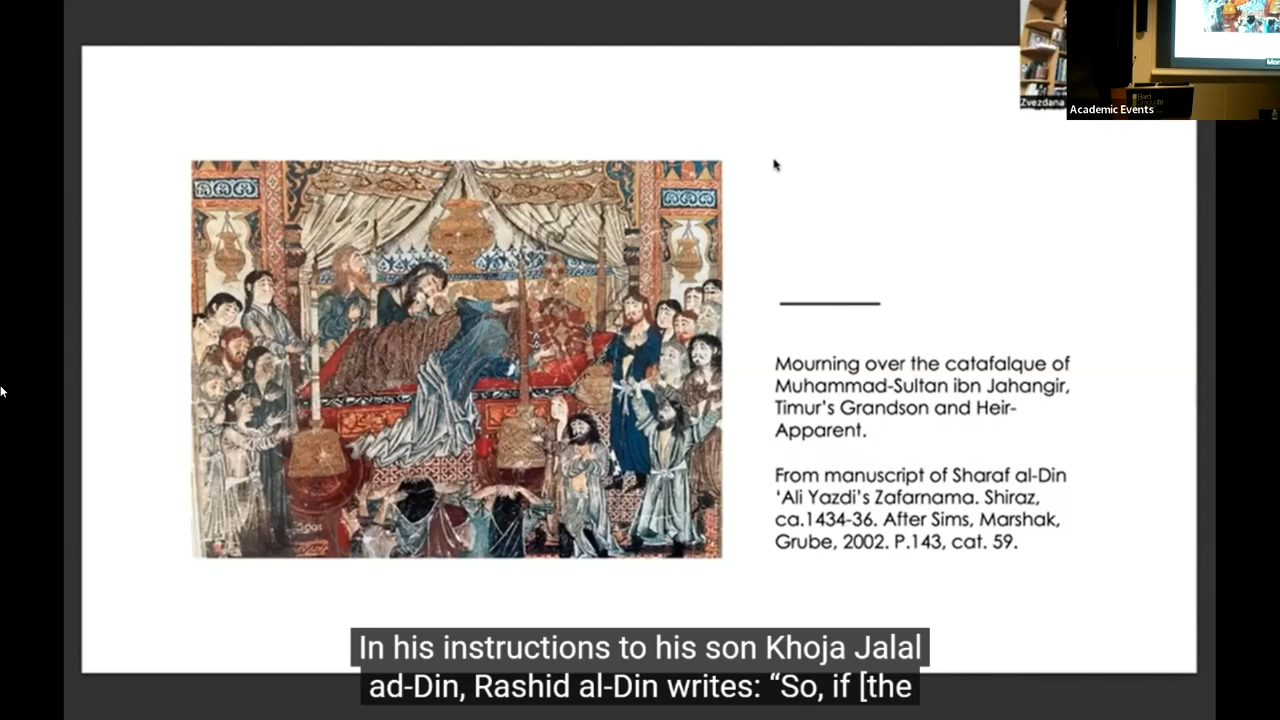 Zvezdana
Academic Events
Mourning over the catafalque of
Muhammad-Sultan ibn Jahangir,
Timur's Grandson and Heir-
Apparent.
From manuscript of Sharaf al-Din
‘Ali Yazdi’s Zafarnama. Shiraz,
ca.1434-36. After Sims, Marshak,
Grube, 2002. P.143, cat. 59.
In his instructions to his son Khoja Jalal
ad-Din, Rashid al-Din writes: “So, if [the